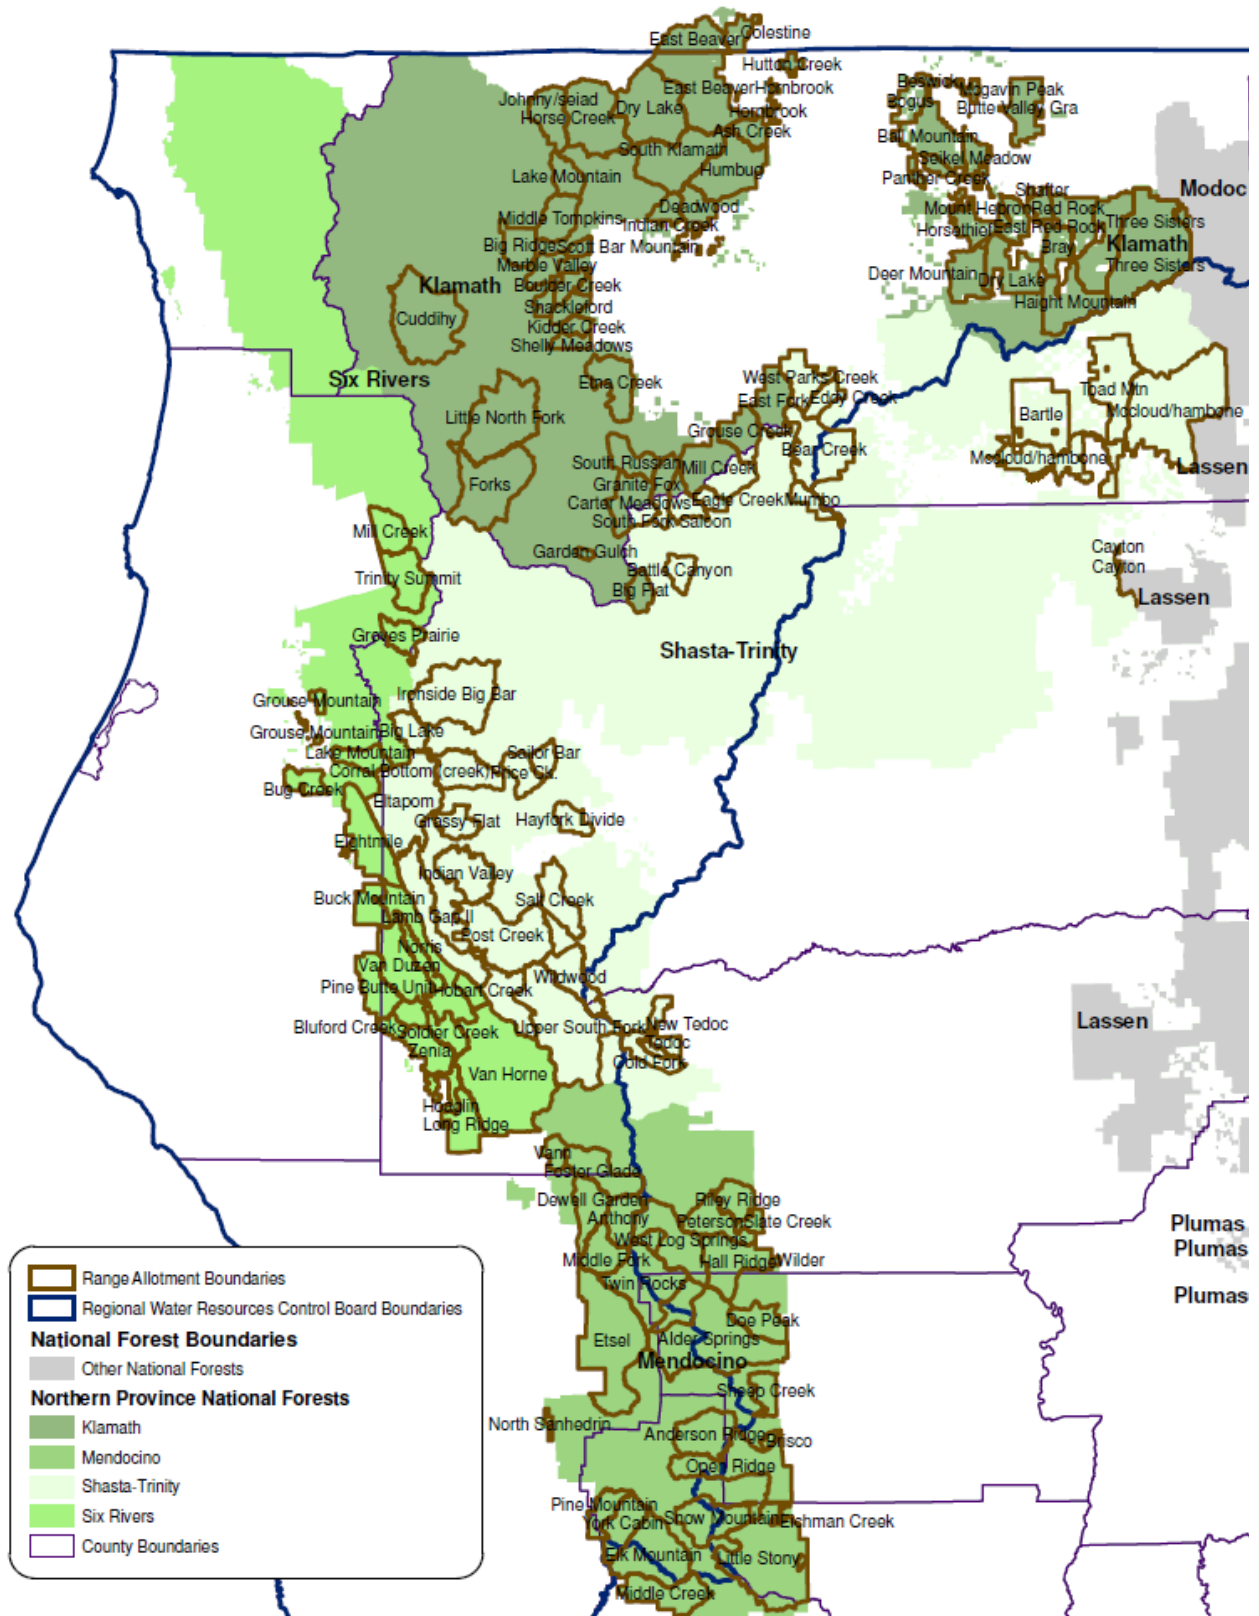 East Beaver
Colestine
Hutton Creek
East Beaver
Hornbrook
Johnny/seiad
Horse Creek
Dry Lake
Hornbrook
Ash Creek
South Klamath
Humbug
Lake Mountain
Deadwood
Middle Tompkins
Indian Creek
Big Ridge
Scott Bar Mountain
Marble Valley
Klamath
Boulder Creek
Cuddihy
Shackleford
Kidder Creek
Shelly Meadows
Beswick
Bogus
Mcgavin Peak
Butte Valley Gra
Ball Mountain
Seikel Meadow
Panther Creek
Shafter
Modoc
Mount Hebron
Red Rock
Horsethief
East Red Rock
Three Sisters
Bray
Klamath
Deer Mountain
Dry Lake
Three Sisters
Haight Mountain
Six Rivers
Etna Creek
West Parks Creek
East Fork
Eddy Creek
Toad Mtn
Bartle
Mccloud/hambone
Little North Fork
Grouse Creek
Bear Creek
Mccloud/hambone
Lassen
South Russian
Mill Creek
Forks
Granite Fox
Carter Meadows
Eagle Creek
Mumbo
South Fork
Saloon
Mill Creek
Garden Gulch
Battle Canyon
Big Flat
Trinity Summit
Cayton
Cayton
Lassen
Groves Prairie
Shasta-Trinity
Ironside Big Bar
Grouse Mountain
Grouse Mountain
Big Lake
Lake Mountain
Sailor Bar
Corral Bottom (creek)
Price Ck.
Bug Creek
Eltapom
Grassy Flat
Hayfork Divide
Eightmile
Indian Valley
Buck Mountain
Salt Creek
Lamb Gap II
Post Creek
Norris
Van Duzen
Wildwood
Pine Butte Unit
Hobart Creek
Bluford Creek
Soldier Creek
Upper South Fork
New Tedoc
Tedoc
Zenia
Cold Fork
Lassen
Van Horne
Hoaglin
Long Ridge
Vann
Foster Glade
Dewell Garden
Riley Ridge
Anthony
Peterson
Slate Creek
West Log Springs
Middle Fork
Hall Ridge
Wilder
Twin Rocks
Plumas
Plumas
Plumas
Doe Peak
Etsel
Alder Springs
Mendocino
Sheep Creek
North Sanhedrin
Anderson Ridge
Brisco
Open Ridge
Pine Mountain
York Cabin
Snow Mountain
Eichman Creek
Elk Mountain
Little Stony
Middle Creek
Range Allotment Boundaries
Regional Water Resources Control Board Boundaries
National Forest Boundaries
Other National Forests
Northern Province National Forests
Klamath
Mendocino
Shasta-Trinity
Six Rivers
County Boundaries